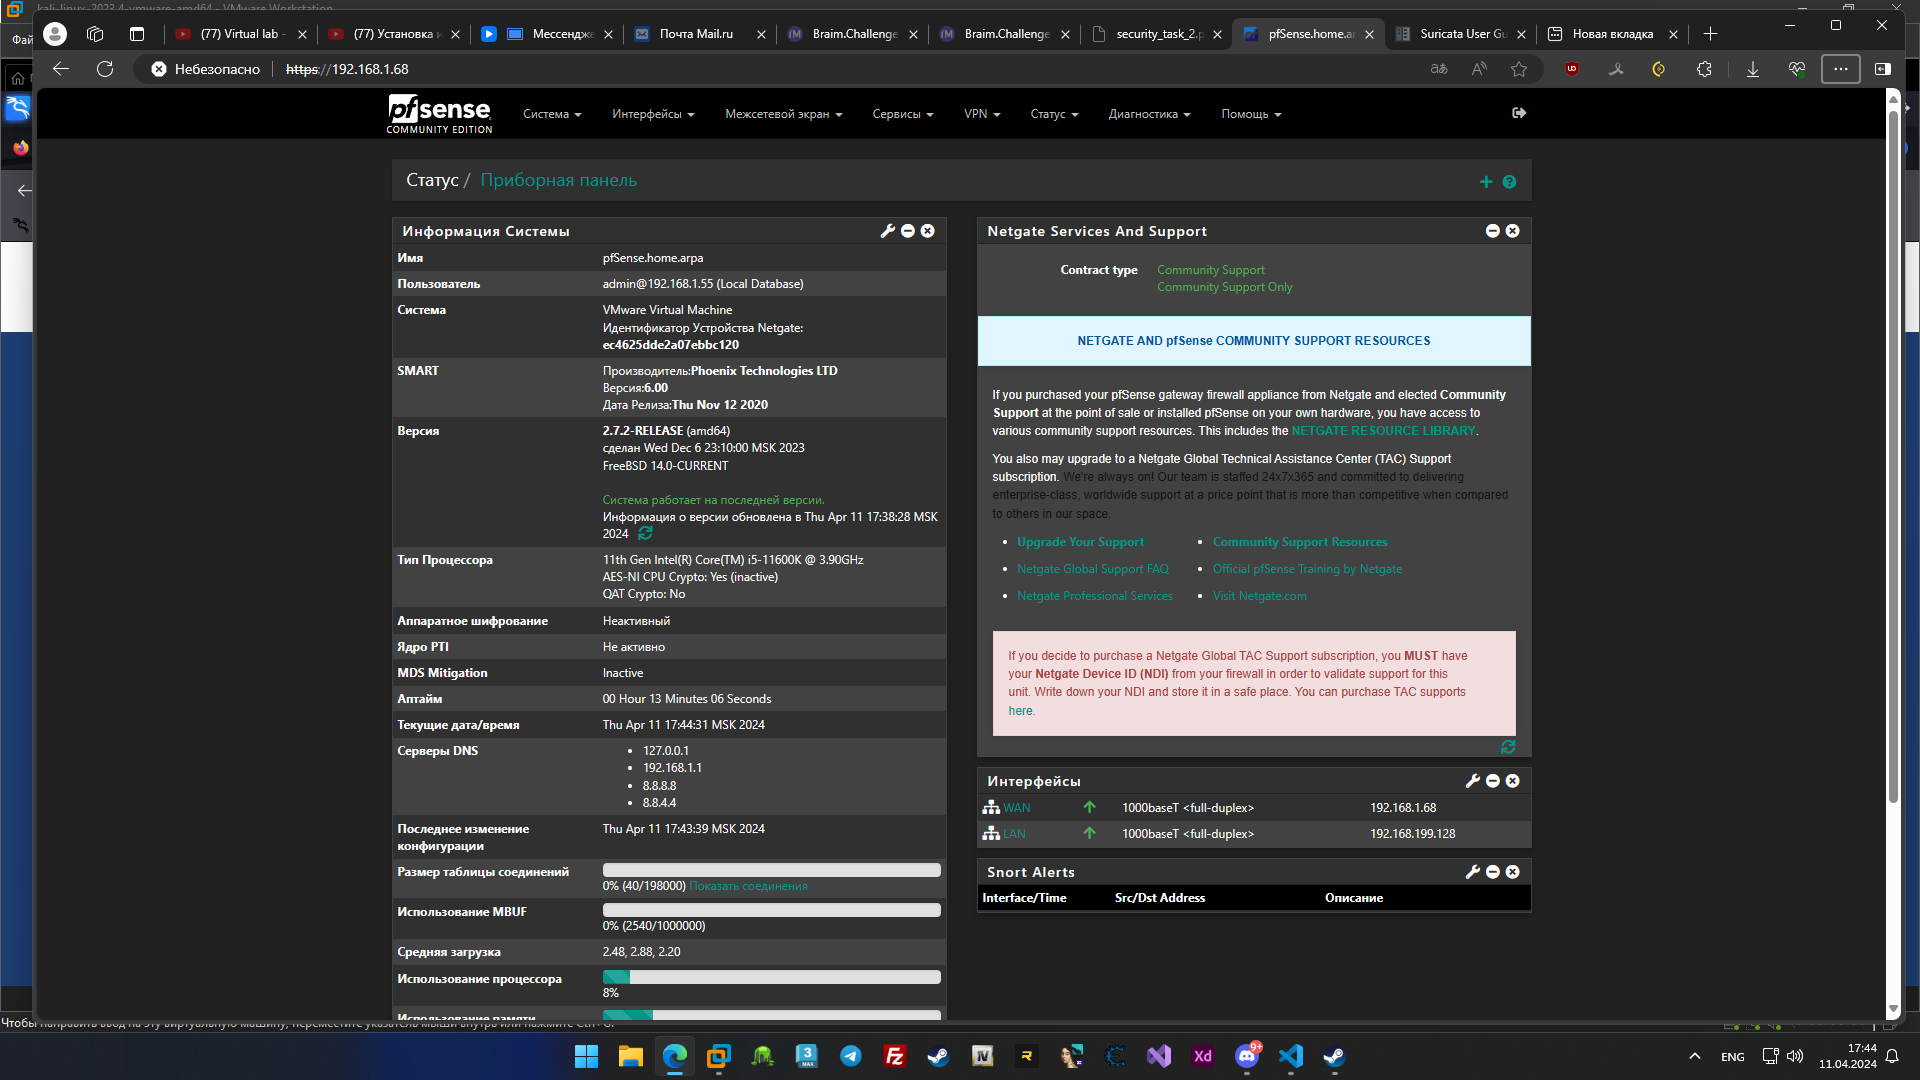 kali-linux-2023.4-vmware-amd64 - VMware Workstation
(77) Virtual lab -
(77) Установка и
Мессендже
Почта Mail.ru
Braim.Challenge
Braim.Challenge
security_task_2.p
pfSense.home.ar
Suricata User Gu
Новая вкладка
Фай
Небезопасно
https://192.168.1.68
pfsense
COMMUNITY EDITION
Система
Интерфейсы
Межсетевой экран
Сервисы
VPN
Статус
Диагностика
Помощь
Статус / Приборная панель
Информация Системы
Имя pfSense.home.arpa
Пользователь admin@192.168.1.55 (Local Database)
Система VMware Virtual Machine
Идентификатор Устройства Netgate:
ec4625dde2a07ebbc120
SMART Производитель:Phoenix Technologies LTD
Версия:6.00
Дата Релиза:Thu Nov 12 2020
Версия 2.7.2-RELEASE (amd64)
сделан Wed Dec 6 23:10:00 MSK 2023
FreeBSD 14.0-CURRENT
Система работает на последней версии.
Информация о версии обновлена в Thu Apr 11 17:38:28 MSK
2024
Тип Процессора 11th Gen Intel(R) Core(TM) i5-11600K @ 3.90GHz
AES-NI CPU Crypto: Yes (inactive)
QAT Crypto: No
Аппаратное шифрование Неактивный
Ядро PTI Не активно
MDS Mitigation Inactive
Аптайм 00 Hour 13 Minutes 06 Seconds
Текущие дата/время Thu Apr 11 17:44:31 MSK 2024
Серверы DNS 127.0.0.1
192.168.1.1
8.8.8.8
8.8.4.4
Последнее изменение Thu Apr 11 17:43:39 MSK 2024
конфигурации
Размер таблицы соединений
0% (40/198000) Показать соединения
Использование MBUF
0% (2540/1000000)
Средняя загрузка 2.48, 2.88, 2.20
Использование процессора
8%
Использование памяти
Netgate Services And Support
Contract type Community Support
Community Support Only
NETGATE AND pfSense COMMUNITY SUPPORT RESOURCES
If you purchased your pfSense gateway firewall appliance from Netgate and elected Community
Support at the point of sale or installed pfSense on your own hardware, you have access to
various community support resources. This includes the NETGATE RESOURCE LIBRARY.
You also may upgrade to a Netgate Global Technical Assistance Center (TAC) Support
subscription. We're always on! Our team is staffed 24x7x365 and committed to delivering
enterprise-class, worldwide support at a price point that is more than competitive when compared
to others in our space.
Upgrade Your Support Community Support Resources
Netgate Global Support FAQ Official pfSense Training by Netgate
Netgate Professional Services Visit Netgate.com
If you decide to purchase a Netgate Global TAC Support subscription, you MUST have
your Netgate Device ID (NDI) from your firewall in order to validate support for this
unit. Write down your NDI and store it in a safe place. You can purchase TAC supports
here.
Интерфейсы
WAN 1000baseT <full-duplex> 192.168.1.68
LAN 1000baseT <full-duplex> 192.168.199.128
Snort Alerts
Interface/Time Src/Dst Address Описание
Чтобы направить ввод на эту виртуальную машину, переместите указатель мыши внутрь или нажмите Ctrl+G.
3
MAX
Fz
R
Xd
9+
ENG
17:44
11.04.2024